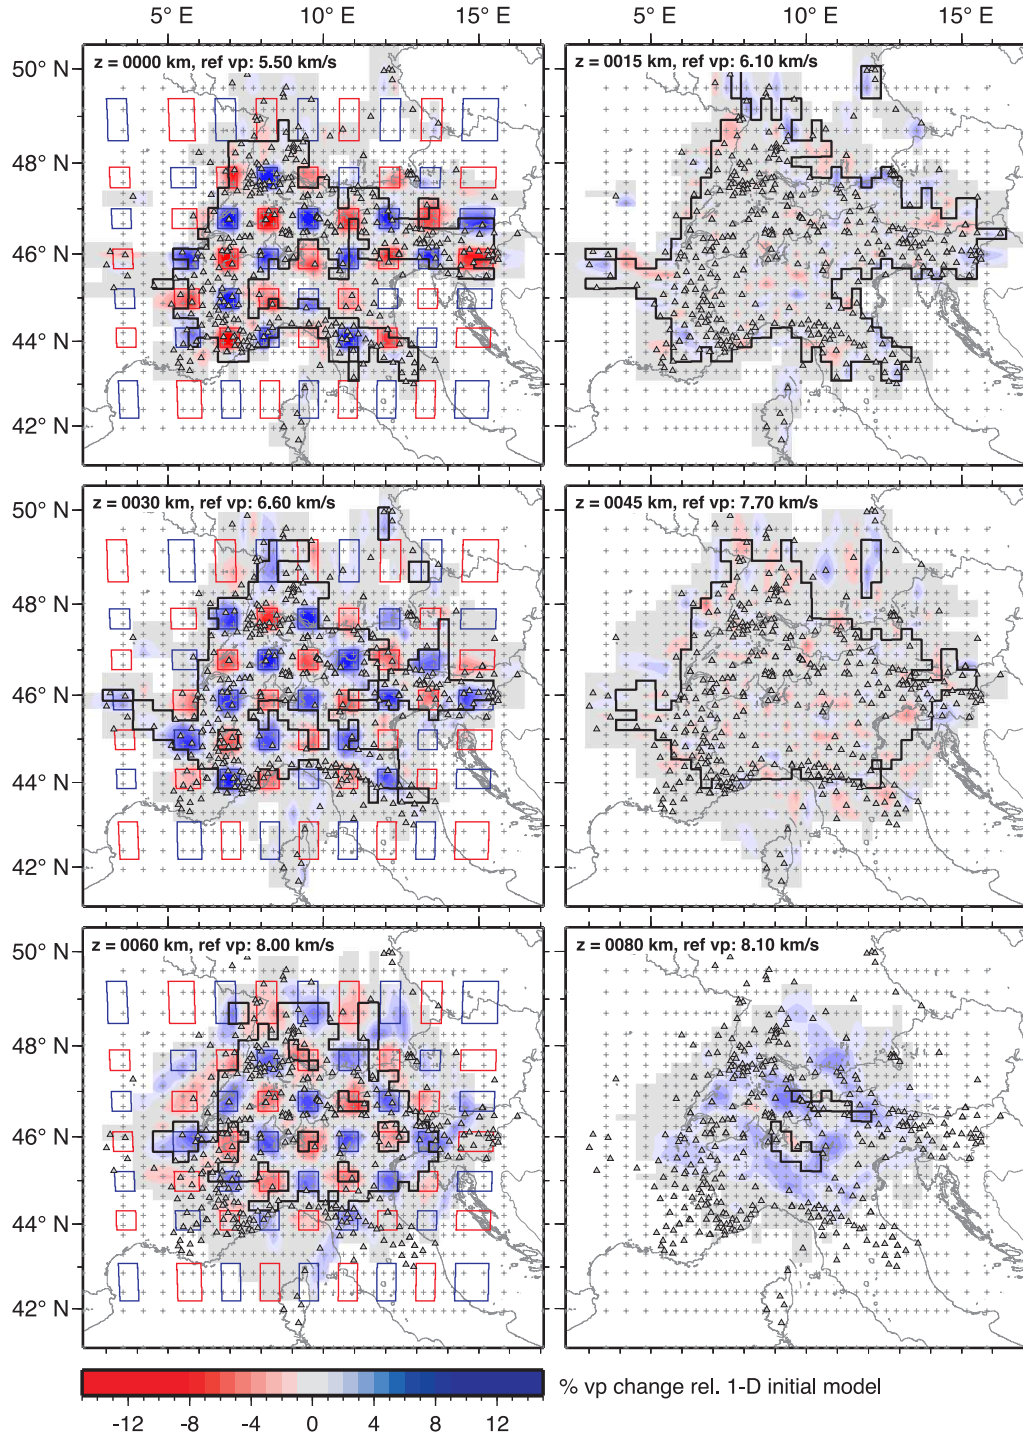 5° E 10° E 15° E 5° E 10° E 15° E
50° N z = 0000 km, ref vp: 5.50 km/s z = 0015 km, ref vp: 6.10 km/s
48° N
46° N
44° N
42° N
z = 0030 km, ref vp: 6.60 km/s z = 0045 km, ref vp: 7.70 km/s
50° N
48° N
46° N
44° N
42° N
z = 0060 km, ref vp: 8.00 km/s z = 0080 km, ref vp: 8.10 km/s
50° N
48° N
46° N
44° N
42° N
% vp change rel. 1-D initial model
-12 -8 -4 0 4 8 12